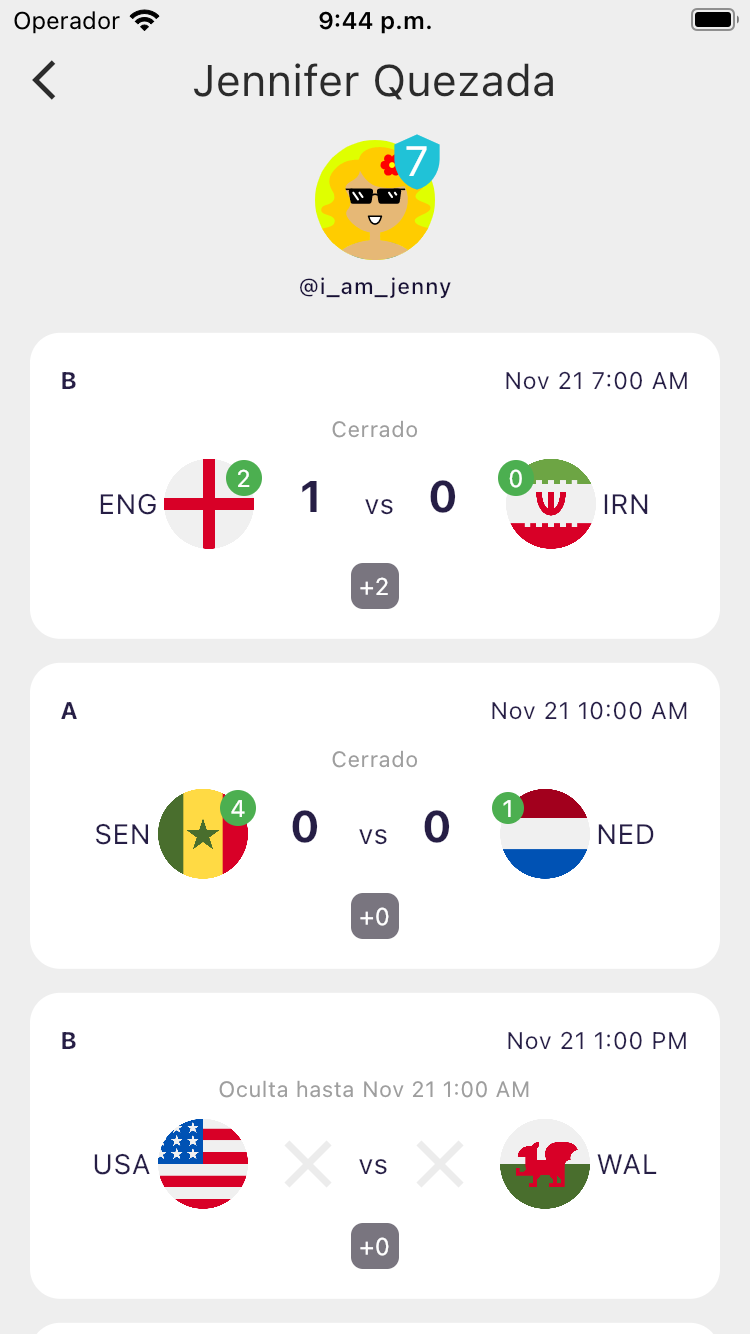 Operador 9:44 p.m.
Jennifer Quezada
7
@i_am_jenny
B Nov 21 7:00 AM
Cerrado
ENG 2 1 vs 0 0 IRN
+2
A Nov 21 10:00 AM
Cerrado
SEN 4 0 vs 0 1 NED
+0
B Nov 21 1:00 PM
Oculta hasta Nov 21 1:00 AM
USA vs WAL
+0